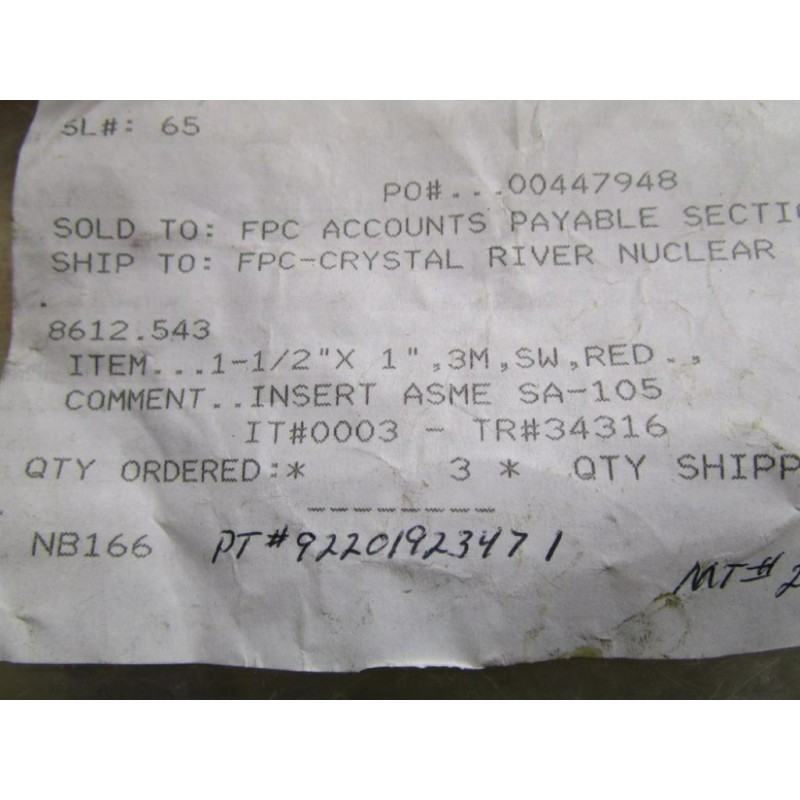 SL#: 65
PO#...00447948
SOLD TO: FPC ACCOUNTS PAYABLE SECTIO
SHIP TO: FPC-CRYSTAL RIVER NUCLEAR
8612.543
ITEM...1-1/2"X 1",3M,SW,RED.,
COMMENT..INSERT ASME SA-105
IT#0003 - TR#34316
QTY ORDERED:* 3 * QTY SHIPP
--------
NB166 PT#92201923471
MT#2